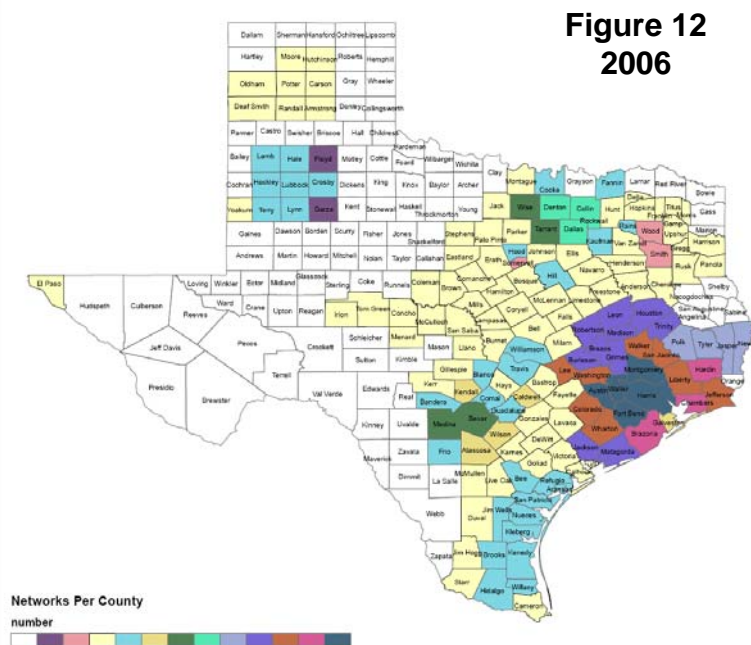 Figure 12
2006
Dallam Sherman Hansford Ochiltree Lipscomb
Hartley Moore Hutchinson Roberts Hemphill
Oldham Potter Carson Gray Wheeler
Deaf Smith Randall Armstrong Donley Collingsworth
Parmer Castro Swisher Briscoe Hall Childress
Hardeman
Bailey Lamb Hale Floyd Motley Cottle Foard Wilbarger Wichita
Clay Montague Cooke Grayson Fannin Lamar Red River Bowie
Cochran Hockley Lubbock Crosby Dickens King Knox Baylor Archer
Jack Wise Denton Collin Hunt Hopkins Titus Cass
Yoakum Terry Lynn Garza Kent Stonewall Haskell Throckmorton Young
Parker Tarrant Dallas Rockwall Kaufman Rains Wood Camp Upshur Marion Harrison
Gaines Dawson Borden Scurry Fisher Jones Shackelford Stephens Palo Pinto
Hood Johnson Ellis Van Zandt Smith Gregg Rusk Panola
Andrews Martin Howard Mitchell Nolan Taylor Callahan Eastland Erath Somervell
Hill Navarro Henderson Cherokee Shelby
El Paso Hudspeth Culberson Loving Winkler Ector Midland Glasscock Sterling Coke Runnels Coleman Brown Comanche Hamilton Bosque
Freestone Anderson Nacogdoches
Reeves Ward Crane Upton Reagan Irion Tom Green Concho McCulloch Mills Coryell McLennan Limestone
San Augustine Sabine
San Saba Lampasas Falls Leon Houston Angelina
Jeff Davis Pecos Crockett Schleicher Menard Mason Llano Burnet Bell Milam Robertson Madison Trinity Polk Tyler Jasper
Sutton Kimble Williamson Brazos Grimes Walker San Jacinto
Presidio Brewster Terrell Val Verde Edwards Gillespie Blanco Travis Lee Burleson Washington Montgomery Liberty Hardin
Real Kerr Kendall Hays Bastrop Fayette Austin Waller Harris Orange
Bandera Comal Caldwell Colorado Fort Bend Chambers Jefferson
Kinney Uvalde Medina Bexar Guadalupe Gonzales Lavaca Wharton Brazoria Galveston
Maverick Zavala Frio Atascosa Wilson Karnes DeWitt Jackson Matagorda
Dimmit La Salle McMullen Live Oak Goliad Victoria Calhoun
Bee Refugio Aransas
Webb Duval Jim Wells San Patricio Nueces
Kleberg
Zapata Jim Hogg Brooks Kenedy
Starr Hidalgo Willacy
Cameron
Networks Per County
number